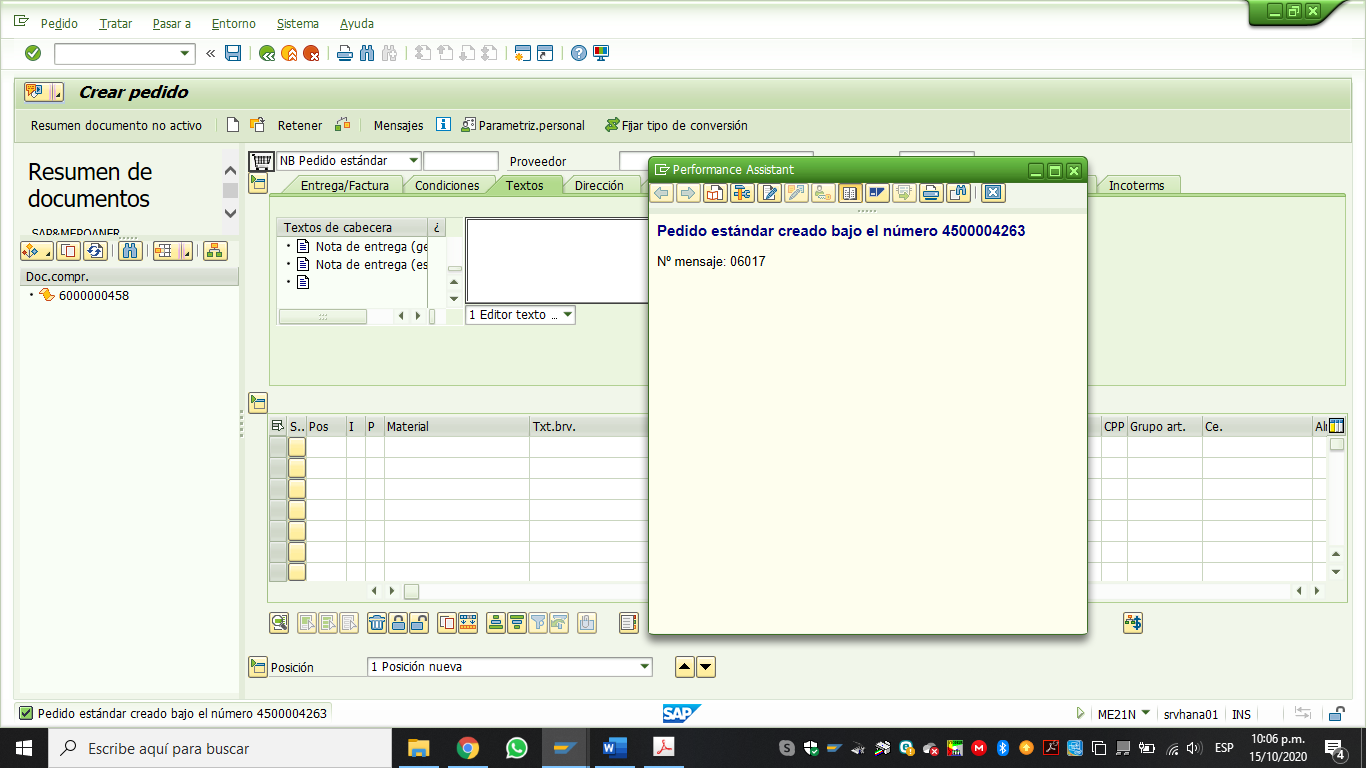 Pedido Tratar Pasar a Entorno Sistema Ayuda
Crear pedido
Resumen documento no activo Retener Mensajes Parametriz.personal Fijar tipo de conversión
Resumen de
documentos
SAP&MEPOANER
Doc.compr.
6000000458
NB Pedido estándar Proveedor
Entrega/Factura Condiciones Textos Dirección Incoterms
Textos de cabecera ¿
Nota de entrega (ge
Nota de entrega (es
1 Editor texto ...
Performance Assistant
Pedido estándar creado bajo el número 4500004263
Nº mensaje: 06017
S.. Pos I P Material Txt.brv. CPP Grupo art. Ce.
Posición 1 Posición nueva
Pedido estándar creado bajo el número 4500004263 SAP ME21N srvhana01 INS
Escribe aquí para buscar ESP 10:06 p.m.
15/10/2020 4